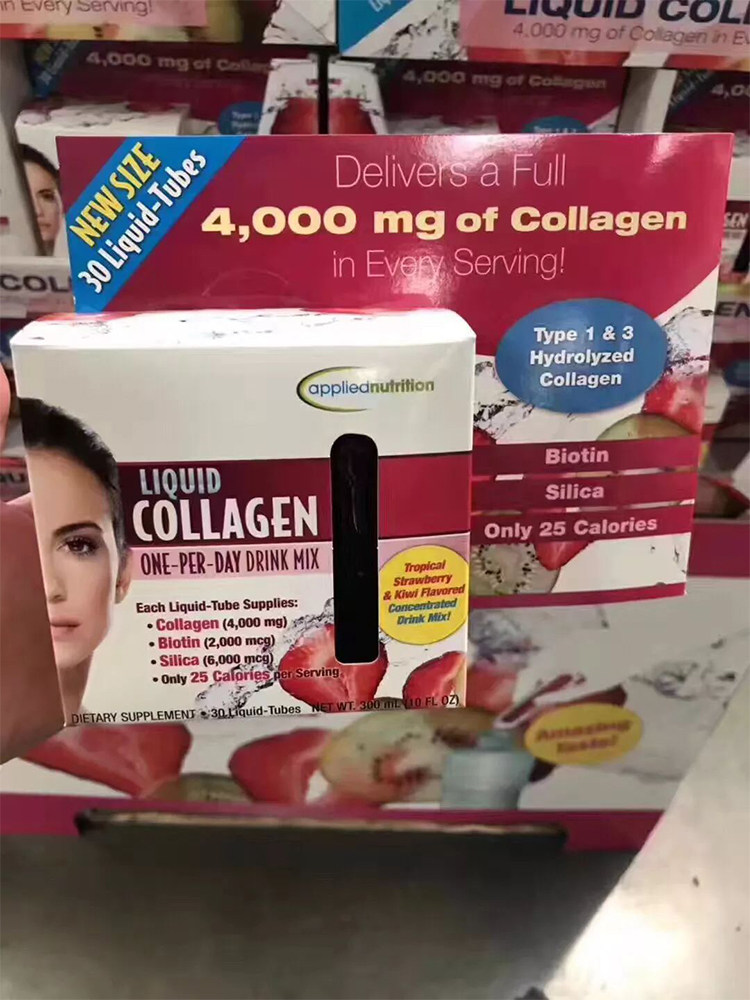 in Every Serving!
LIQUID COL
4,000 mg of Collagen in Ev
4,000 mg of Collag
4,000 mg of Collagen
4,0
NEW SIZE
30 Liquid-Tubes
Delivers a Full
4,000 mg of Collagen
in Every Serving!
COL
Type 1 & 3
Hydrolyzed
Collagen
Biotin
Silica
Only 25 Calories
appliednutrition
LIQUID
COLLAGEN
ONE-PER-DAY DRINK MIX
Each Liquid-Tube Supplies:
• Collagen (4,000 mg)
• Biotin (2,000 mcg)
• Silica (6,000 mcg)
• Only 25 Calories per Serving
Tropical
Strawberry
& Kiwi Flavored
Concentrated
Drink Mix!
DIETARY SUPPLEMENT • 30 Liquid-Tubes NET WT. 300 mL (10 FL OZ)
Amazing
Taste!